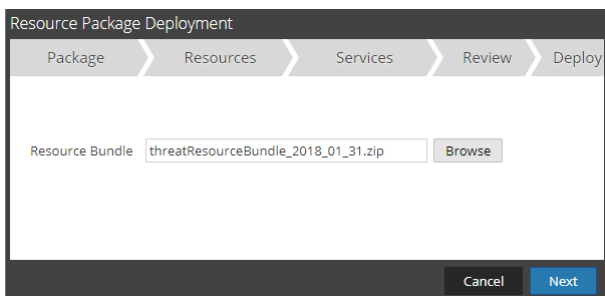 Resource Package Deployment
Package Resources Services Review Deploy
Resource Bundle threatResourceBundle_2018_01_31.zip Browse
Cancel Next